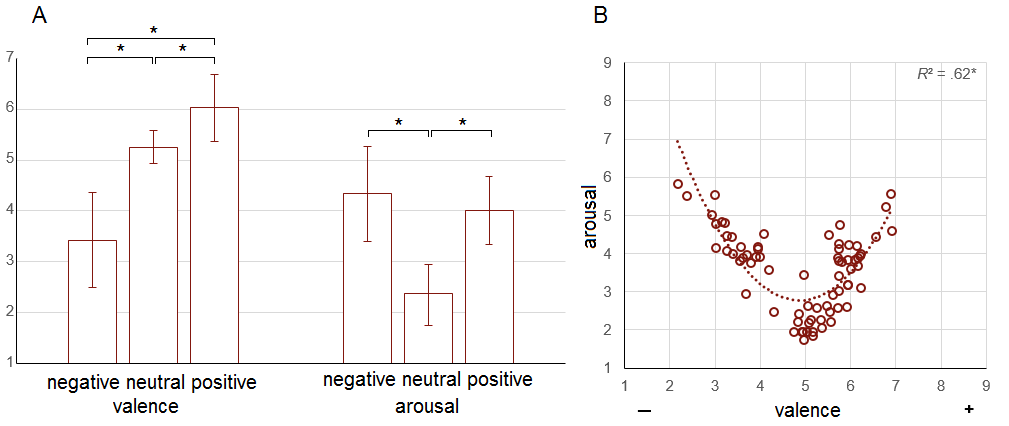 A
*
* *
7
6
5
4
3
2
1
* *
negative neutral positive
valence
negative neutral positive
arousal
B
R² = .62*
9
8
7
6
5
4
3
2
1
arousal
1 2 3 4 5 6 7 8 9
– valence +